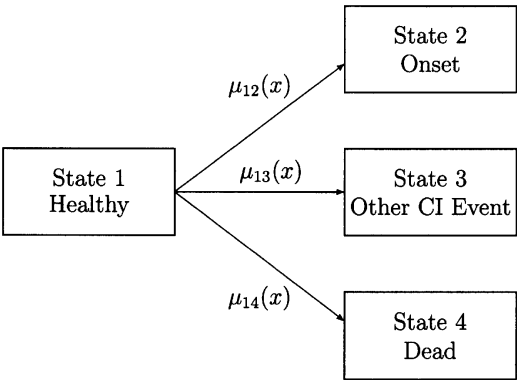 State 2
Onset
μ₁₂(x)
State 1
Healthy
μ₁₃(x)
State 3
Other CI Event
μ₁₄(x)
State 4
Dead